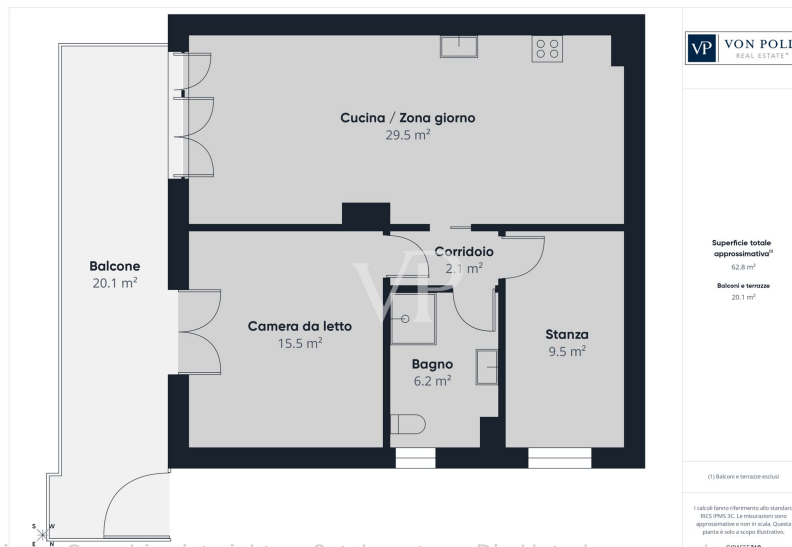 Cucina / Zona giorno
29.5 m²
Balcone
20.1 m²
Corridoio
2.1 m²
Camera da letto
15.5 m²
Bagno
6.2 m²
Stanza
9.5 m²
VP
S W
E N
VP VON POLL
REAL ESTATE®
Superficie totale
approssimativa⁽¹⁾
62.8 m²
Balconi e terrazze
20.1 m²
(1) Balconi e terrazze esclusi
I calcoli fanno riferimento allo standard
RICS IPMS 3C. Le misurazioni sono
approssimative e non in scala. Questa
pianta è solo a scopo illustrativo.
GIRAFFE360